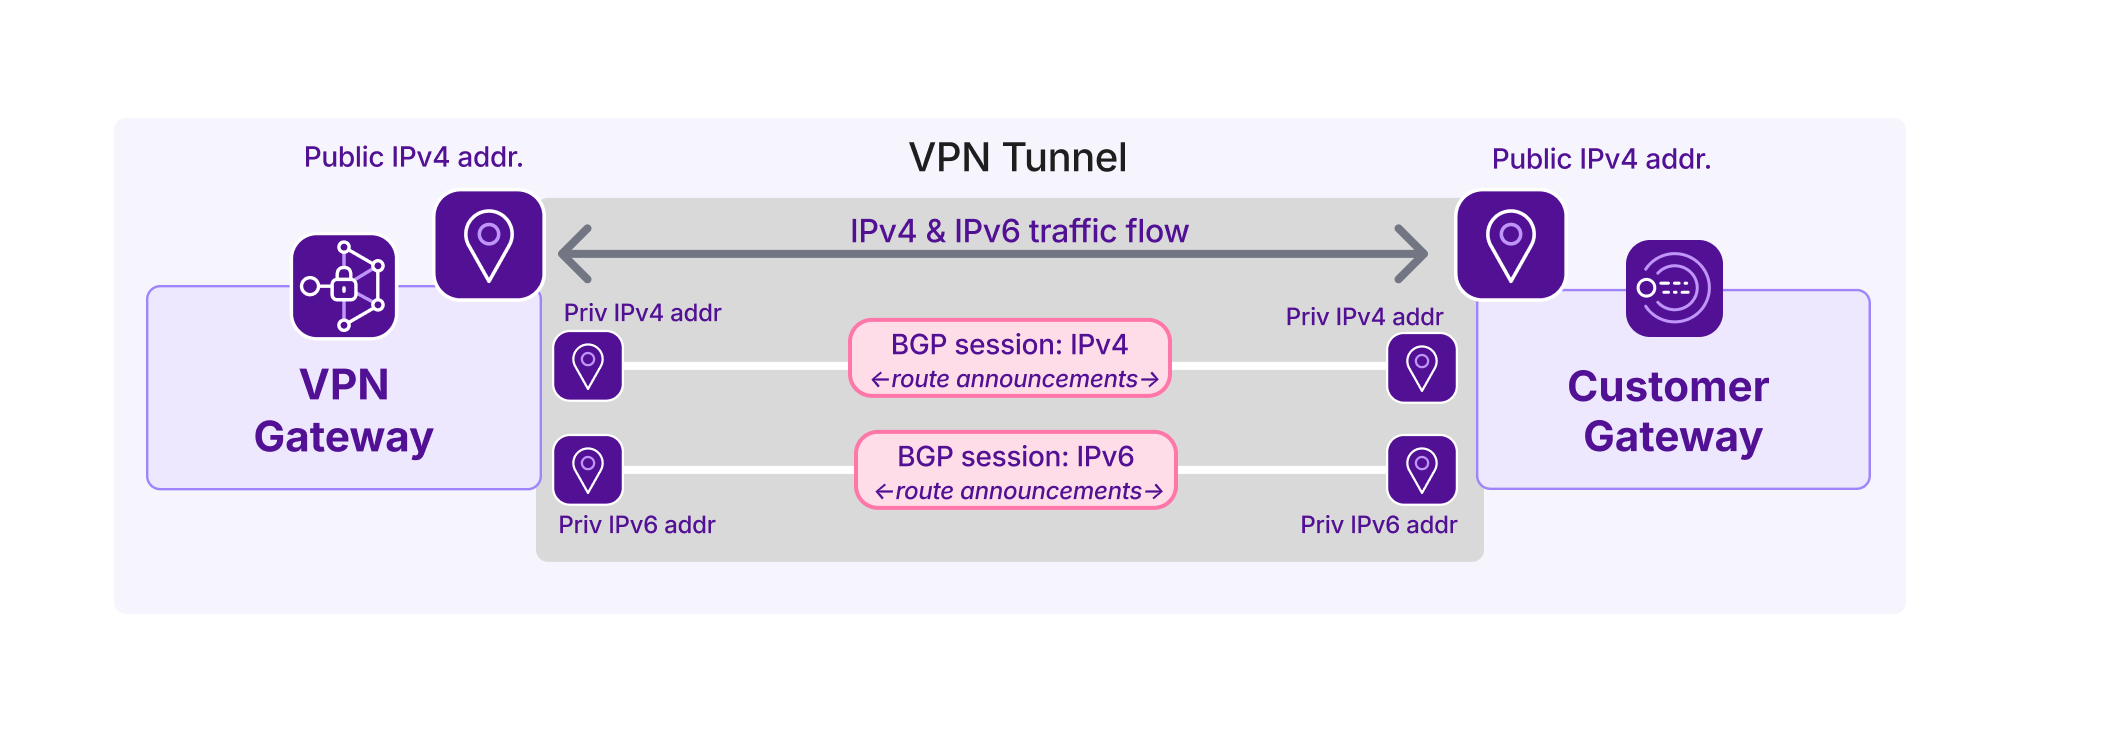 Public IPv4 addr.
VPN Tunnel
Public IPv4 addr.
IPv4 & IPv6 traffic flow
Priv IPv4 addr
Priv IPv4 addr
BGP session: IPv4
←route announcements→
VPN
Gateway
Customer
Gateway
BGP session: IPv6
←route announcements→
Priv IPv6 addr
Priv IPv6 addr